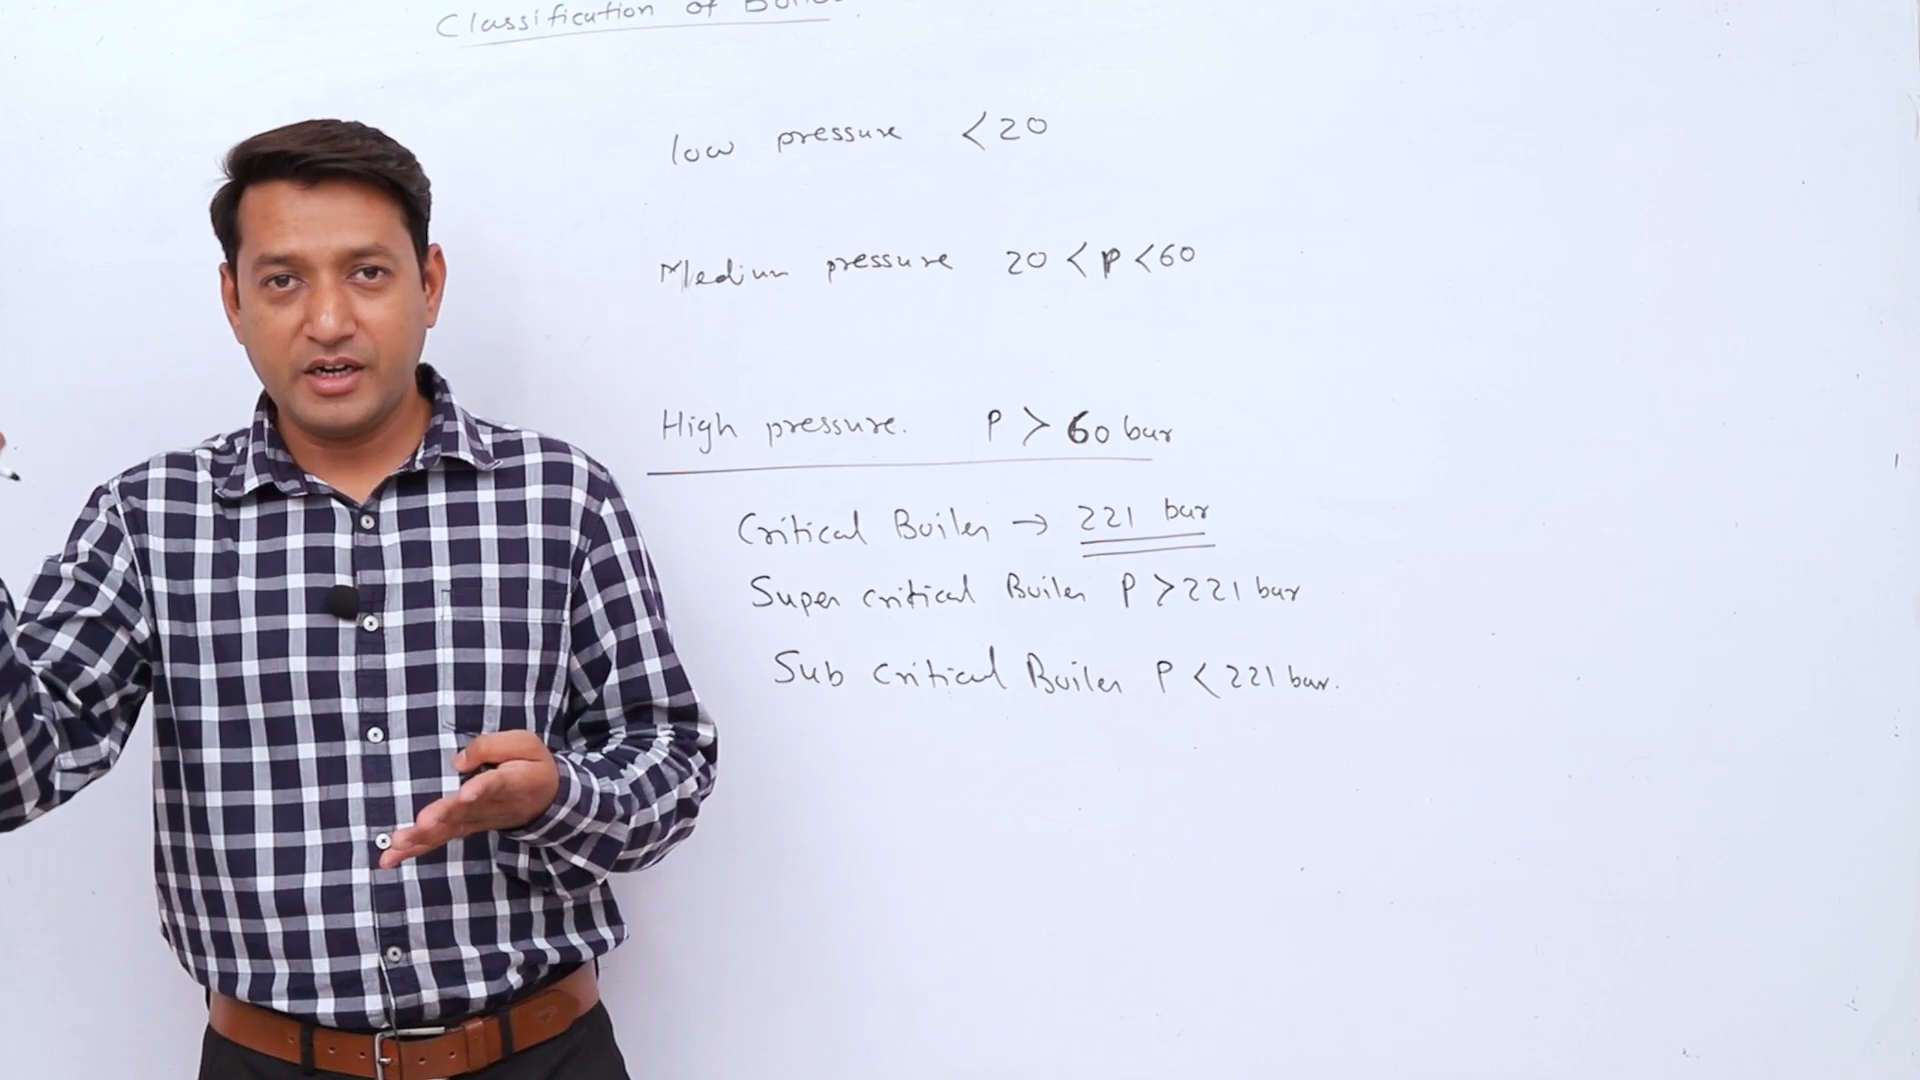 Classification of
low pressure <20
Medium pressure 20 < P <60
High pressure. P > 60 bar
Critical Boiler → 221 bar
Super critical Boiler P >221 bar
Sub critical Boiler P < 221 bar.